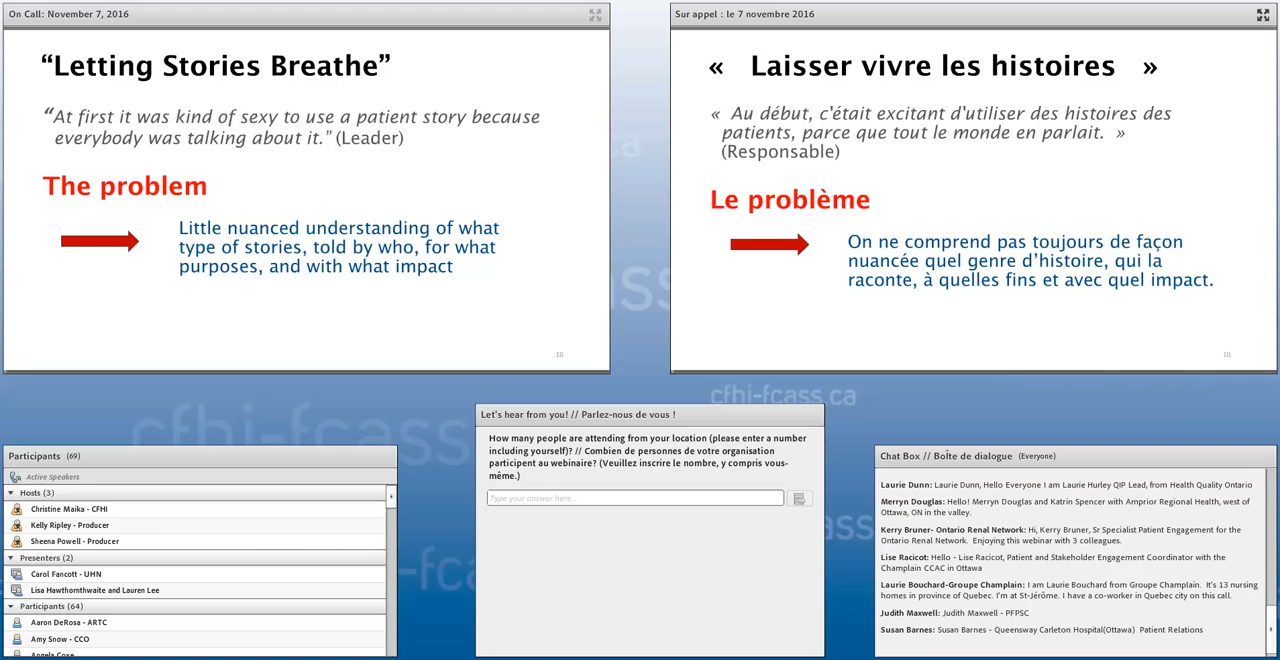 On Call: November 7, 2016
“Letting Stories Breathe”
“At first it was kind of sexy to use a patient story because
everybody was talking about it.” (Leader)
The problem
Little nuanced understanding of what
type of stories, told by who, for what
purposes, and with what impact
10
Sur appel : le 7 novembre 2016
« Laisser vivre les histoires »
« Au début, c'était excitant d'utiliser des histoires des
patients, parce que tout le monde en parlait. »
(Responsable)
Le problème
On ne comprend pas toujours de façon
nuancée quel genre d’histoire, qui la
raconte, à quelles fins et avec quel impact.
10
cfhi-fcass.ca
cfhi-fcass
Participants (69)
Active Speakers
Hosts (3)
Christine Maika - CFHI
Kelly Ripley - Producer
Sheena Powell - Producer
Presenters (2)
Carol Fancott - UHN
Lisa Hawthornthwaite and Lauren Lee
Participants (64)
Aaron DeRosa - ARTC
Amy Snow - CCO
Angela Coxe
Let's hear from you! // Parlez-nous de vous !
How many people are attending from your location (please enter a number
including yourself)? // Combien de personnes de votre organisation
participent au webinaire? (Veuillez inscrire le nombre, y compris vous-
même.)
Type your answer here...
Chat Box // Boîte de dialogue (Everyone)
Laurie Dunn: Laurie Dunn, Hello Everyone I am Laurie Hurley QIP Lead, from Health Quality Ontario
Merryn Douglas: Hello! Merryn Douglas and Katrin Spencer with Arnprior Regional Health, west of
Ottawa, ON in the valley.
Kerry Bruner- Ontario Renal Network: Hi, Kerry Bruner, Sr Specialist Patient Engagement for the
Ontario Renal Network. Enjoying this webinar with 3 colleagues.
Lise Racicot: Hello - Lise Racicot, Patient and Stakeholder Engagement Coordinator with the
Champlain CCAC in Ottawa
Laurie Bouchard-Groupe Champlain: I am Laurie Bouchard from Groupe Champlain. It's 13 nursing
homes in province of Quebec. I'm at St-Jérôme. I have a co-worker in Quebec city on this call.
Judith Maxwell: Judith Maxwell - PFPSC
Susan Barnes: Susan Barnes - Queensway Carleton Hospital(Ottawa) Patient Relations